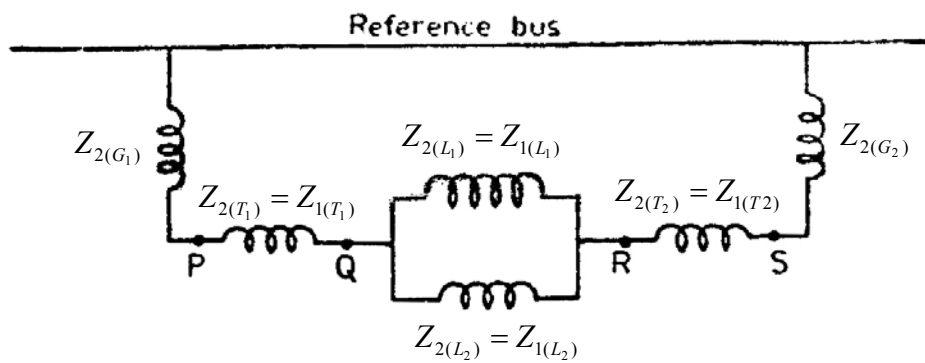 Reference bus
Z_{2(G_1)}
Z_{2(L_1)} = Z_{1(L_1)}
Z_{2(G_2)}
Z_{2(T_1)} = Z_{1(T_1)}
Z_{2(T_2)} = Z_{1(T2)}
P
Q
R
S
Z_{2(L_2)} = Z_{1(L_2)}